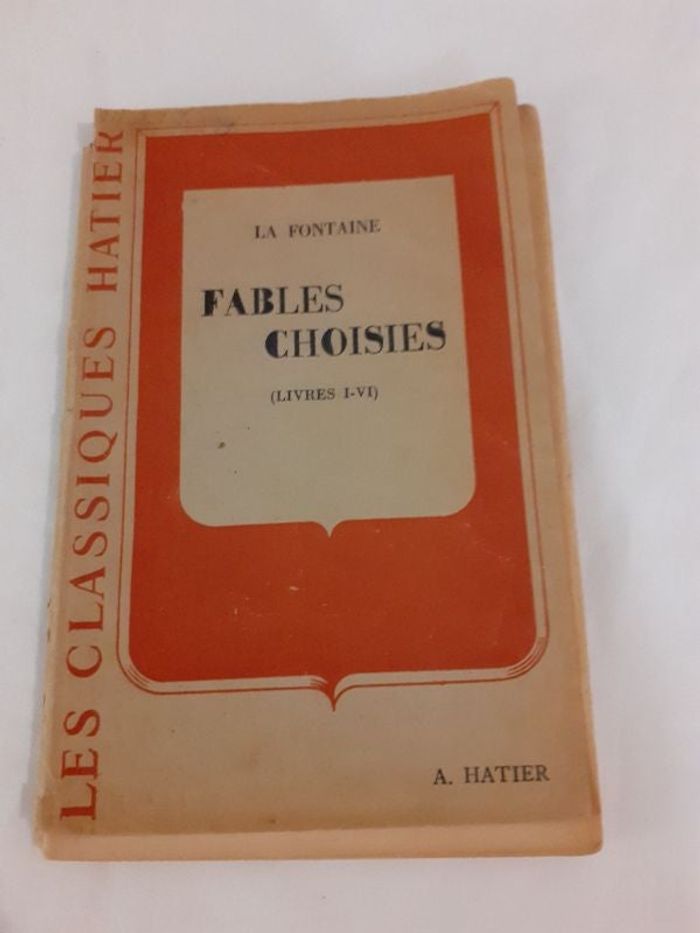 LES CLASSIQUES HATIER
LA FONTAINE
FABLES
CHOISIES
(LIVRES I-VI)
A. HATIER